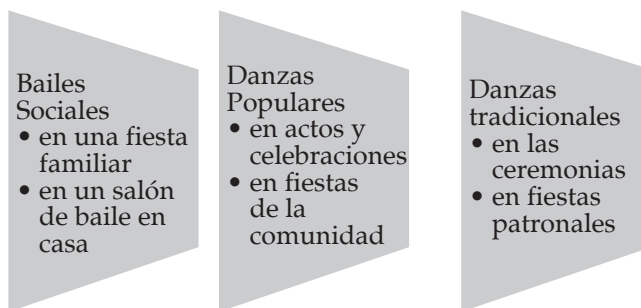 Bailes
Sociales
• en una fiesta
familiar
• en un salón
de baile en
casa
Danzas
Populares
• en actos y
celebraciones
• en fiestas
de la
comunidad
Danzas
tradicionales
• en las
ceremonias
• en fiestas
patronales